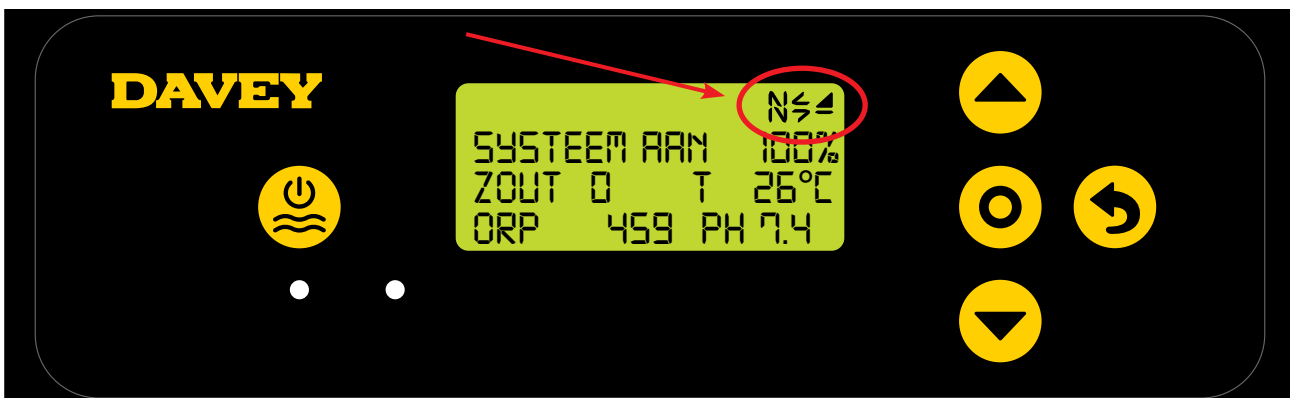 DAVEY
N
SYSTEEM AAN 100%
ZOUT 0 T 26°C
ORP 459 PH 7.4